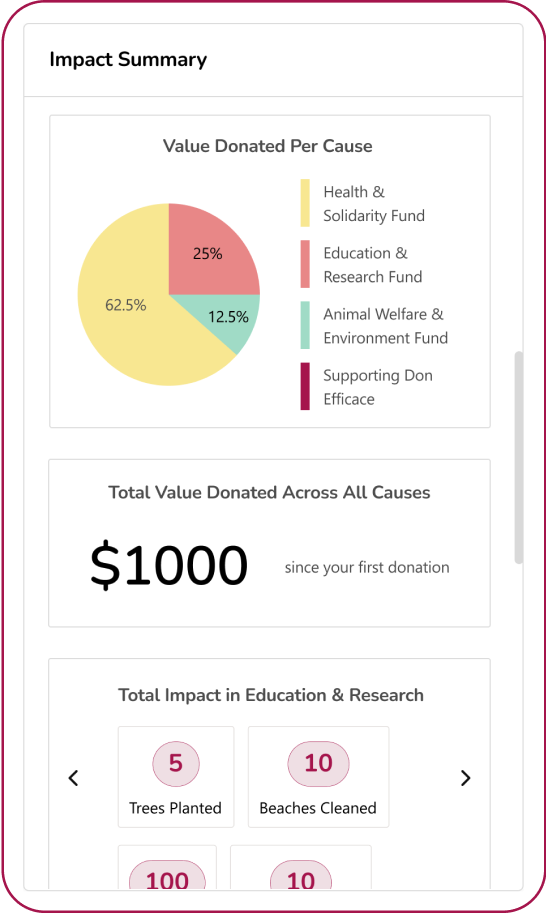 Impact Summary
Value Donated Per Cause
25%
62.5%
12.5%
Health &
Solidarity Fund
Education &
Research Fund
Animal Welfare &
Environment Fund
Supporting Don
Efficace
Total Value Donated Across All Causes
$1000
since your first donation
Total Impact in Education & Research
5
Trees Planted
10
Beaches Cleaned
100
10